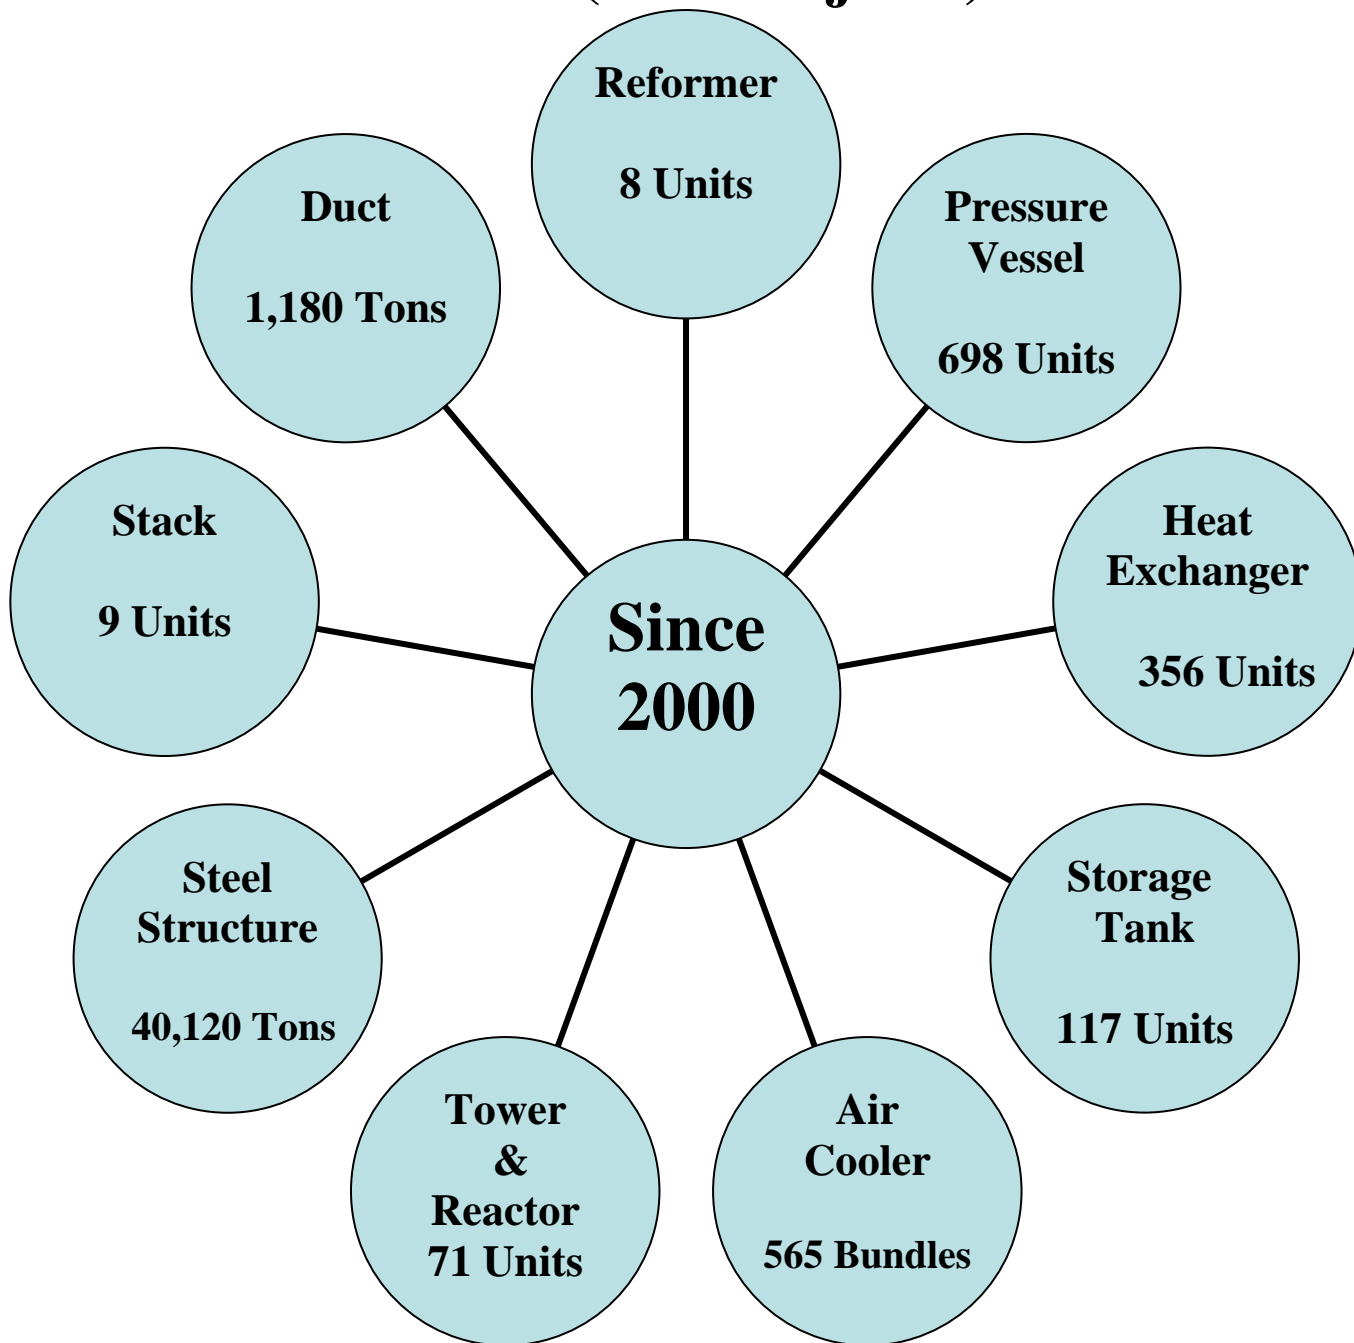 Reformer
8 Units
Pressure
Vessel
698 Units
Heat
Exchanger
356 Units
Storage
Tank
117 Units
Air
Cooler
565 Bundles
Tower
&
Reactor
71 Units
Steel
Structure
40,120 Tons
Stack
9 Units
Duct
1,180 Tons
Since
2000